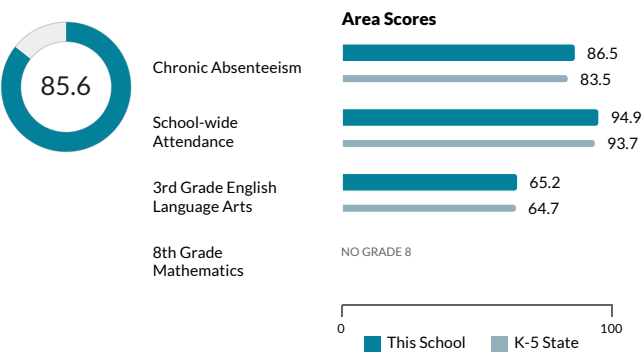 Area Scores
85.6
Chronic Absenteeism
86.5
83.5
School-wide
Attendance
94.9
93.7
3rd Grade English
Language Arts
65.2
64.7
8th Grade
Mathematics
NO GRADE 8
0
100
This School
K-5 State